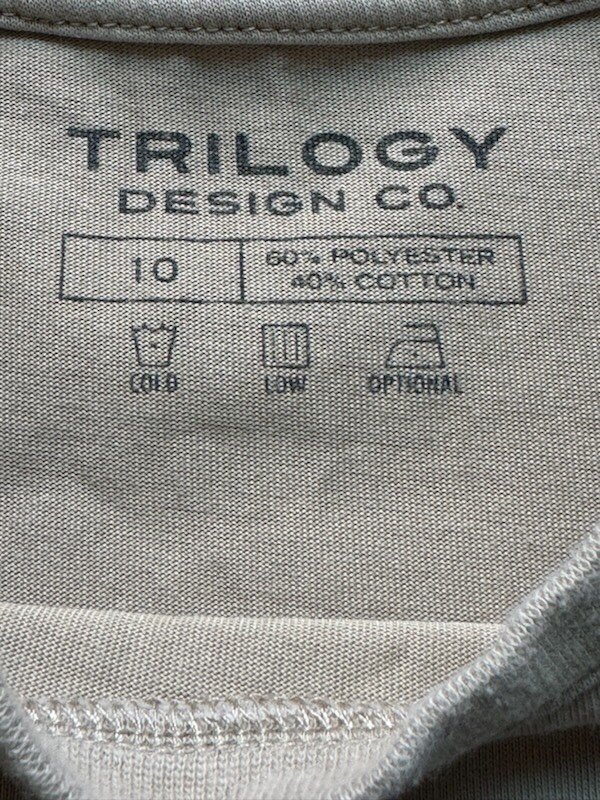 TRILOGY
DESIGN CO.
10
60% POLYESTER
40% COTTON
COLD LOW OPTIONAL